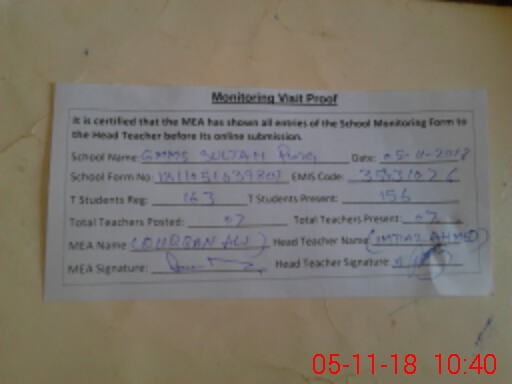 Monitoring Visit Proof
It is certified that the MEA has shown all entries of the School Monitoring Form to
the Head Teacher before its online submission.
School Name: GMMS SULTAN Date: 05-11-2018
School Form No: EMIS Code:
T Students Reg: 163 T Students Present: 156
Total Teachers Posted: 07 Total Teachers Present: 07
MEA Name (QURBAN ALI) Head Teacher Name (IMTIAZ AHMED)
MEA Signature: Head Teacher Signature:
05-11-18 10:40